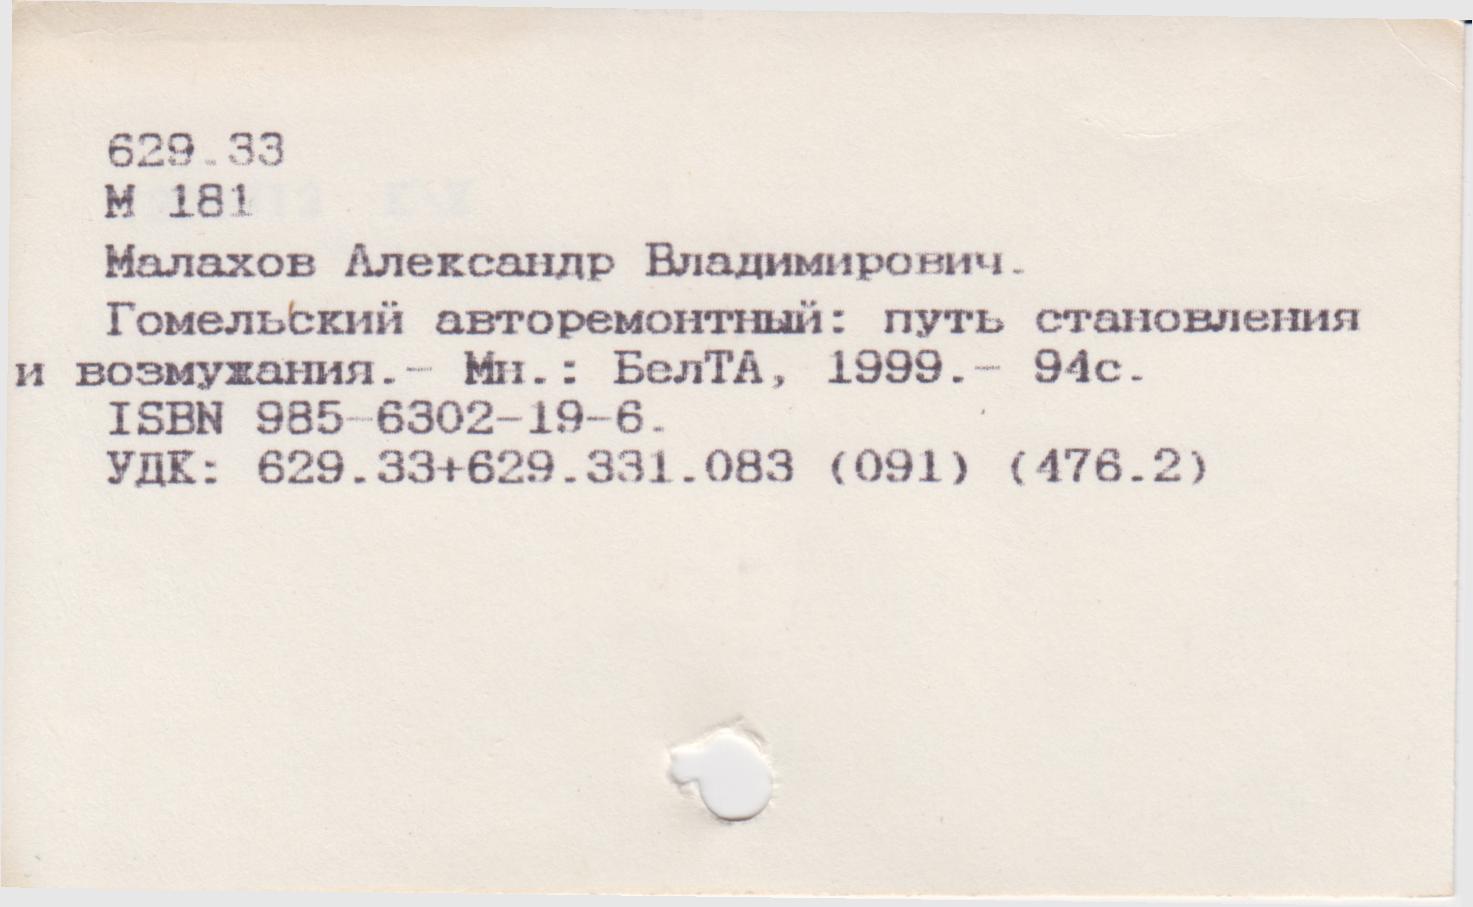 629.33
М 181
Малахов Александр Владимирович.
Гомельский авторемонтный: путь становления
и возмужания.- Мн.: БелТА, 1999.- 94с.
ISBN 985-6302-19-6.
УДК: 629.33+629.331.083 (091) (476.2)